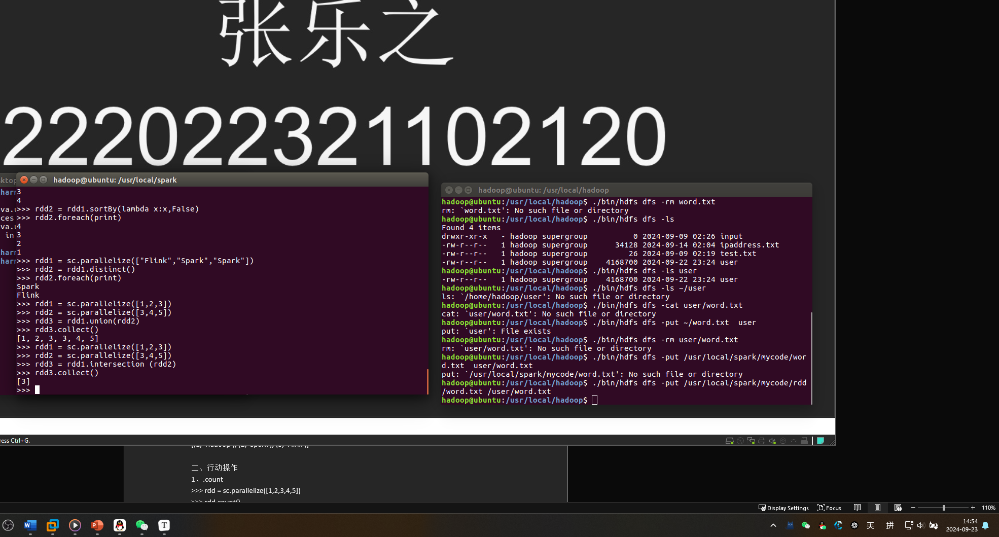 张乐之
222022321102120
sktop
hadoop@ubuntu: /usr/local/spark
harm
va.u
ces
va.u
in
harm
harm
3
4
>>> rdd2 = rdd1.sortBy(lambda x:x,False)
>>> rdd2.foreach(print)
4
3
2
1
>>> rdd1 = sc.parallelize(["Flink","Spark","Spark"])
>>> rdd2 = rdd1.distinct()
>>> rdd2.foreach(print)
Spark
Flink
>>> rdd1 = sc.parallelize([1,2,3])
>>> rdd2 = sc.parallelize([3,4,5])
>>> rdd3 = rdd1.union(rdd2)
>>> rdd3.collect()
[1, 2, 3, 3, 4, 5]
>>> rdd1 = sc.parallelize([1,2,3])
>>> rdd2 = sc.parallelize([3,4,5])
>>> rdd3 = rdd1.intersection (rdd2)
>>> rdd3.collect()
[3]
>>>
hadoop@ubuntu: /usr/local/hadoop
hadoop@ubuntu:/usr/local/hadoop$ ./bin/hdfs dfs -rm word.txt
rm: `word.txt': No such file or directory
hadoop@ubuntu:/usr/local/hadoop$ ./bin/hdfs dfs -ls
Found 4 items
drwxr-xr-x   - hadoop supergroup          0 2024-09-09 02:26 input
-rw-r--r--   1 hadoop supergroup      34128 2024-09-14 02:04 ipaddress.txt
-rw-r--r--   1 hadoop supergroup         26 2024-09-09 02:19 test.txt
-rw-r--r--   1 hadoop supergroup    4168700 2024-09-22 23:24 user
hadoop@ubuntu:/usr/local/hadoop$ ./bin/hdfs dfs -ls user
-rw-r--r--   1 hadoop supergroup    4168700 2024-09-22 23:24 user
hadoop@ubuntu:/usr/local/hadoop$ ./bin/hdfs dfs -ls ~/user
ls: `/home/hadoop/user': No such file or directory
hadoop@ubuntu:/usr/local/hadoop$ ./bin/hdfs dfs -cat user/word.txt
cat: `user/word.txt': No such file or directory
hadoop@ubuntu:/usr/local/hadoop$ ./bin/hdfs dfs -put ~/word.txt  user
put: `user': File exists
hadoop@ubuntu:/usr/local/hadoop$ ./bin/hdfs dfs -rm user/word.txt
rm: `user/word.txt': No such file or directory
hadoop@ubuntu:/usr/local/hadoop$ ./bin/hdfs dfs -put /usr/local/spark/mycode/wor
d.txt  user/word.txt
put: `/usr/local/spark/mycode/word.txt': No such file or directory
hadoop@ubuntu:/usr/local/hadoop$ ./bin/hdfs dfs -put /usr/local/spark/mycode/rdd
/word.txt /user/word.txt
hadoop@ubuntu:/usr/local/hadoop$
ress Ctrl+G.
二、行动操作
1、.count
>>> rdd = sc.parallelize([1,2,3,4,5])
>>> rdd.count()
Display Settings
Focus
110%
英
拼
14:54
2024-09-23